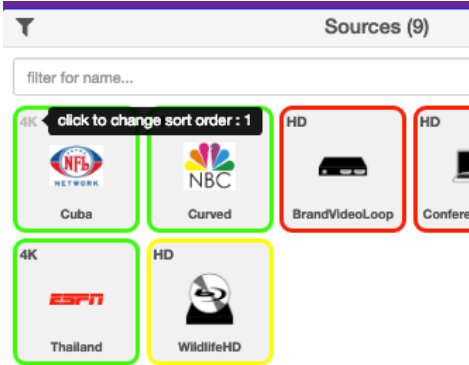 Sources (9)
filter for name...
4K click to change sort order : 1 HD HD
NFL
NETWORK
NBC
Cuba Curved BrandVideoLoop Confere
4K HD
ESPN
Thailand WildlifeHD